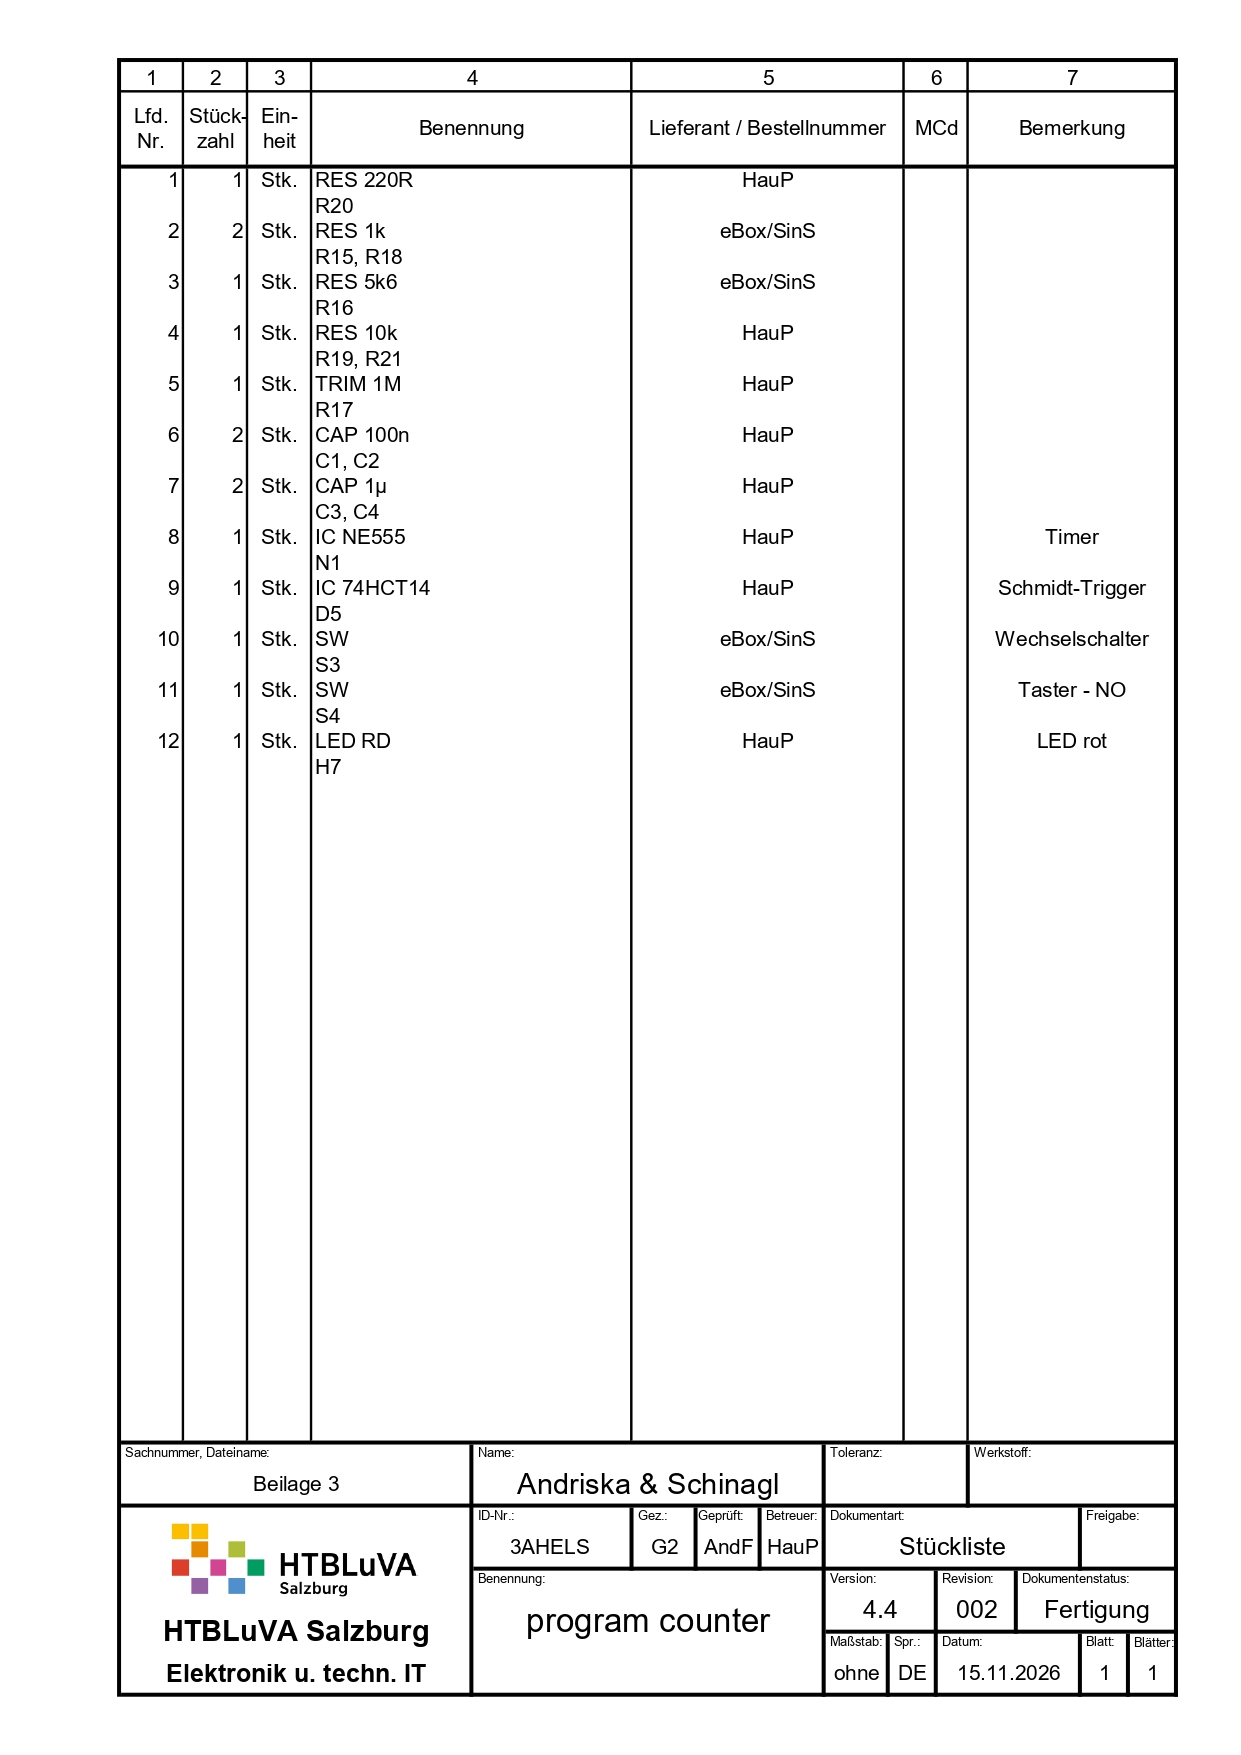 1 2 3 4 5 6 7
Lfd. Nr. Stück-zahl Ein-heit Benennung Lieferant / Bestellnummer MCd Bemerkung
1 1 Stk. RES 220R HauP
R20
2 2 Stk. RES 1k eBox/SinS
R15, R18
3 1 Stk. RES 5k6 eBox/SinS
R16
4 1 Stk. RES 10k HauP
R19, R21
5 1 Stk. TRIM 1M HauP
R17
6 2 Stk. CAP 100n HauP
C1, C2
7 2 Stk. CAP 1µ HauP
C3, C4
8 1 Stk. IC NE555 HauP Timer
N1
9 1 Stk. IC 74HCT14 HauP Schmidt-Trigger
D5
10 1 Stk. SW eBox/SinS Wechselschalter
S3
11 1 Stk. SW eBox/SinS Taster - NO
S4
12 1 Stk. LED RD HauP LED rot
H7
Sachnummer, Dateiname: Name: Toleranz: Werkstoff:
Beilage 3 Andriska & Schinagl
ID-Nr.: Gez.: Geprüft: Betreuer: Dokumentart: Freigabe:
3AHELS G2 AndF HauP Stückliste
HTBLuVA
Salzburg
Benennung: Version: Revision: Dokumentenstatus:
program counter 4.4 002 Fertigung
HTBLuVA Salzburg
Maßstab: Spr.: Datum: Blatt: Blätter:
Elektronik u. techn. IT ohne DE 15.11.2026 1 1